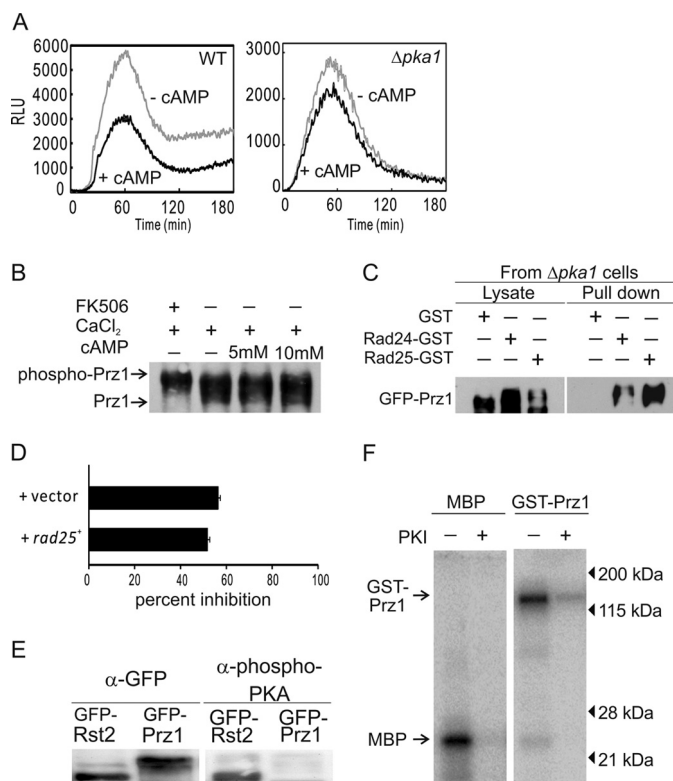 A
WT
Δpka1
6000
5000
4000
3000
2000
1000
0
RLU
- cAMP
+ cAMP
0 60 120 180
Time (min)
3000
2000
1000
0
- cAMP
+ cAMP
0 60 120 180
Time (min)
B
FK506 + – – –
CaCl2 + + + +
cAMP – – 5mM 10mM
phospho-Prz1
Prz1
C
From Δpka1 cells
Lysate Pull down
GST + – – + – –
Rad24-GST – + – – + –
Rad25-GST – – + – – +
GFP-Prz1
D
+ vector
+ rad25+
0 20 40 60 80 100
percent inhibition
E
α-GFP
α-phospho-
PKA
GFP- GFP- GFP- GFP-
Rst2 Prz1 Rst2 Prz1
F
MBP GST-Prz1
PKI – + – +
GST-
Prz1
MBP
200 kDa
115 kDa
28 kDa
21 kDa